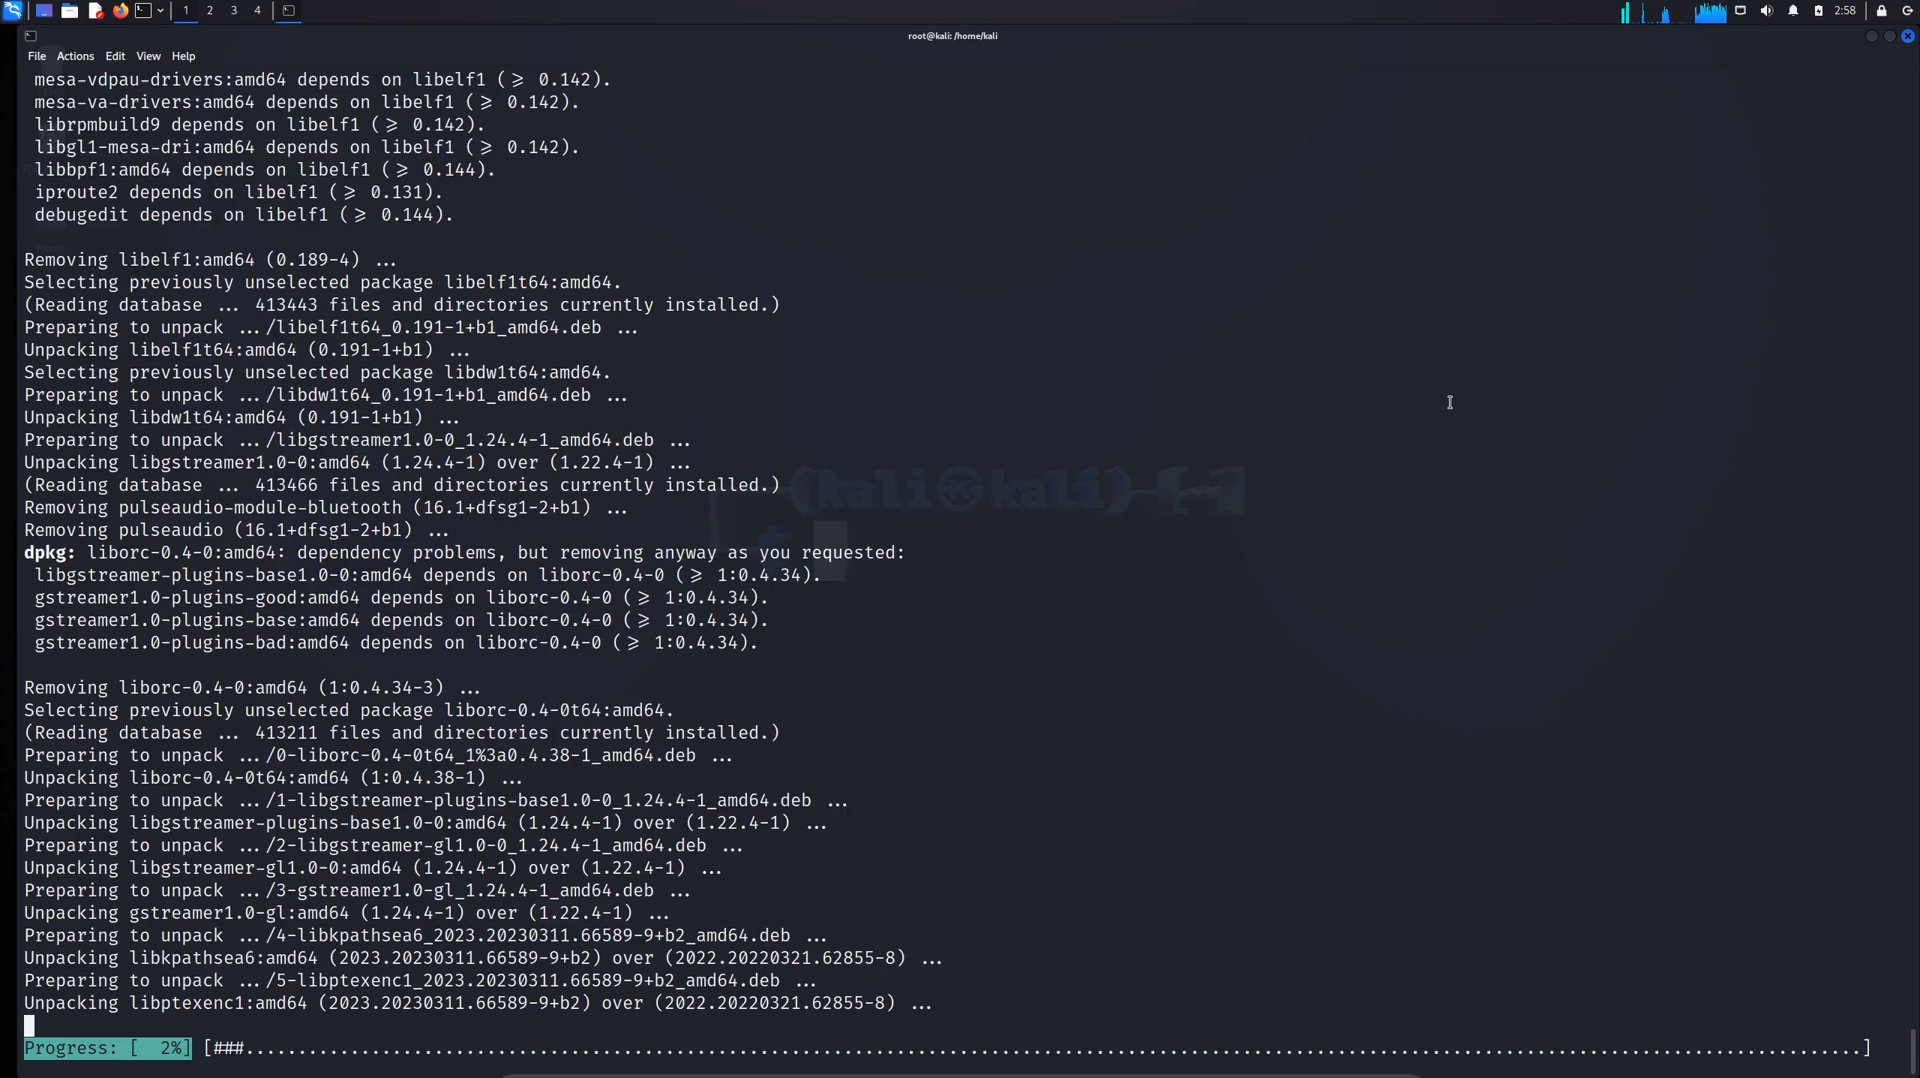 1 2 3 4
2:58
root@kali: /home/kali
File Actions Edit View Help
mesa-vdpau-drivers:amd64 depends on libelf1 (≥ 0.142).
mesa-va-drivers:amd64 depends on libelf1 (≥ 0.142).
librpmbuild9 depends on libelf1 (≥ 0.142).
libgl1-mesa-dri:amd64 depends on libelf1 (≥ 0.142).
libbpf1:amd64 depends on libelf1 (≥ 0.144).
iproute2 depends on libelf1 (≥ 0.131).
debugedit depends on libelf1 (≥ 0.144).
Removing libelf1:amd64 (0.189-4) ...
Selecting previously unselected package libelf1t64:amd64.
(Reading database ... 413443 files and directories currently installed.)
Preparing to unpack .../libelf1t64_0.191-1+b1_amd64.deb ...
Unpacking libelf1t64:amd64 (0.191-1+b1) ...
Selecting previously unselected package libdw1t64:amd64.
Preparing to unpack .../libdw1t64_0.191-1+b1_amd64.deb ...
Unpacking libdw1t64:amd64 (0.191-1+b1) ...
Preparing to unpack .../libgstreamer1.0-0_1.24.4-1_amd64.deb ...
Unpacking libgstreamer1.0-0:amd64 (1.24.4-1) over (1.22.4-1) ...
(Reading database ... 413466 files and directories currently installed.)
Removing pulseaudio-module-bluetooth (16.1+dfsg1-2+b1) ...
Removing pulseaudio (16.1+dfsg1-2+b1) ...
dpkg: liborc-0.4-0:amd64: dependency problems, but removing anyway as you requested:
libgstreamer-plugins-base1.0-0:amd64 depends on liborc-0.4-0 (≥ 1:0.4.34).
gstreamer1.0-plugins-good:amd64 depends on liborc-0.4-0 (≥ 1:0.4.34).
gstreamer1.0-plugins-base:amd64 depends on liborc-0.4-0 (≥ 1:0.4.34).
gstreamer1.0-plugins-bad:amd64 depends on liborc-0.4-0 (≥ 1:0.4.34).
Removing liborc-0.4-0:amd64 (1:0.4.34-3) ...
Selecting previously unselected package liborc-0.4-0t64:amd64.
(Reading database ... 413211 files and directories currently installed.)
Preparing to unpack .../0-liborc-0.4-0t64_1%3a0.4.38-1_amd64.deb ...
Unpacking liborc-0.4-0t64:amd64 (1:0.4.38-1) ...
Preparing to unpack .../1-libgstreamer-plugins-base1.0-0_1.24.4-1_amd64.deb ...
Unpacking libgstreamer-plugins-base1.0-0:amd64 (1.24.4-1) over (1.22.4-1) ...
Preparing to unpack .../2-libgstreamer-gl1.0-0_1.24.4-1_amd64.deb ...
Unpacking libgstreamer-gl1.0-0:amd64 (1.24.4-1) over (1.22.4-1) ...
Preparing to unpack .../3-gstreamer1.0-gl_1.24.4-1_amd64.deb ...
Unpacking gstreamer1.0-gl:amd64 (1.24.4-1) over (1.22.4-1) ...
Preparing to unpack .../4-libkpathsea6_2023.20230311.66589-9+b2_amd64.deb ...
Unpacking libkpathsea6:amd64 (2023.20230311.66589-9+b2) over (2022.20220321.62855-8) ...
Preparing to unpack .../5-libptexenc1_2023.20230311.66589-9+b2_amd64.deb ...
Unpacking libptexenc1:amd64 (2023.20230311.66589-9+b2) over (2022.20220321.62855-8) ...
Progress: [  2%] [###..........................................................................................................................................................]
(kali kali)-[~]